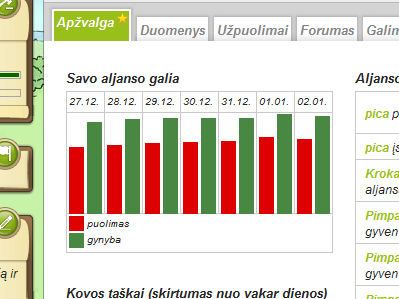 Apžvalga
Duomenys
Užpuolimai
Forumas
Galim
Savo aljanso galia
Aljanso
27.12. 28.12. 29.12. 30.12. 31.12. 01.01. 02.01.
puolimas
gynyba
pica p
pica įs
Kroka
aljans
Pimpa
gyven
Pimpa
gyven
Pimpa
ą ir
Kovos taškai (skirtumas nuo vakar dienos)